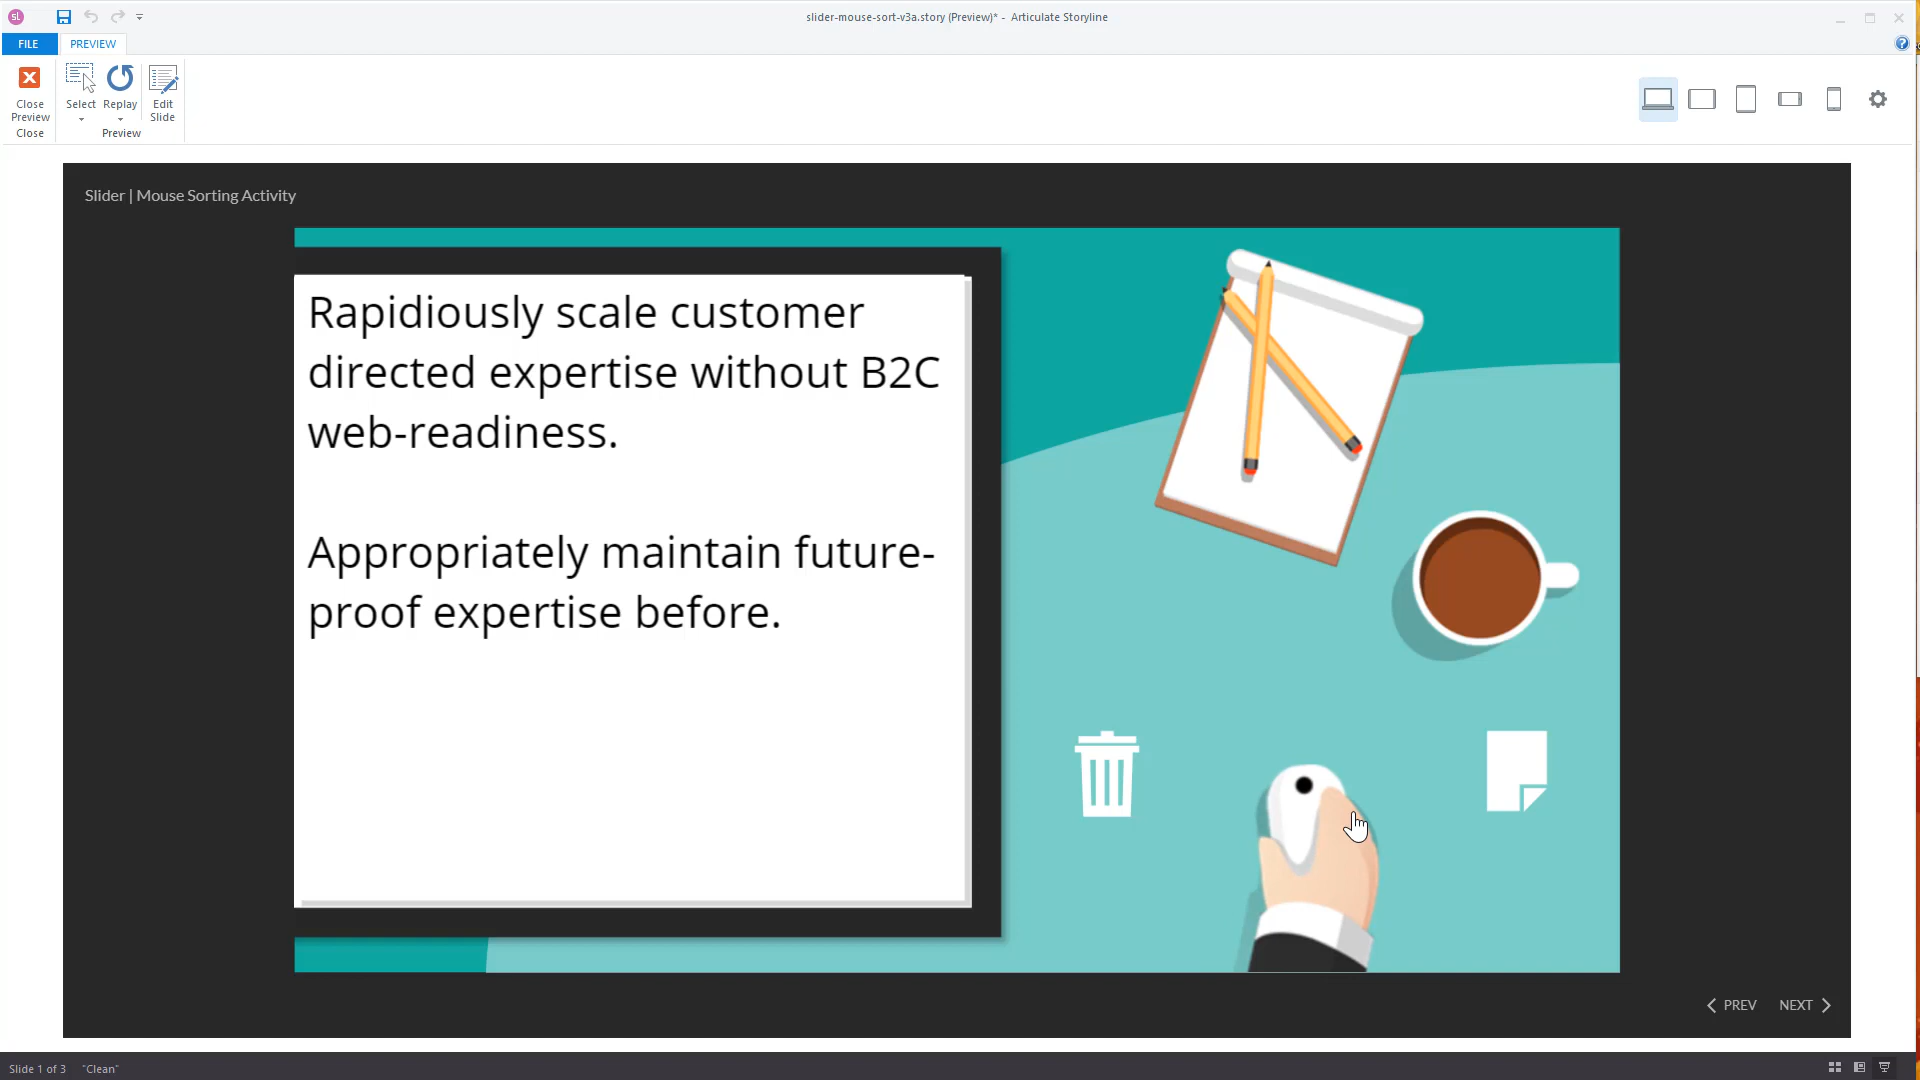 sl
slider-mouse-sort-v3a.story (Preview)* - Articulate Storyline
FILE
PREVIEW
?
Close Preview
Select
Replay
Edit Slide
Close
Preview
Slider | Mouse Sorting Activity
Rapidiously scale customer
directed expertise without B2C
web-readiness.
Appropriately maintain future-
proof expertise before.
PREV
NEXT
Slide 1 of 3
"Clean"